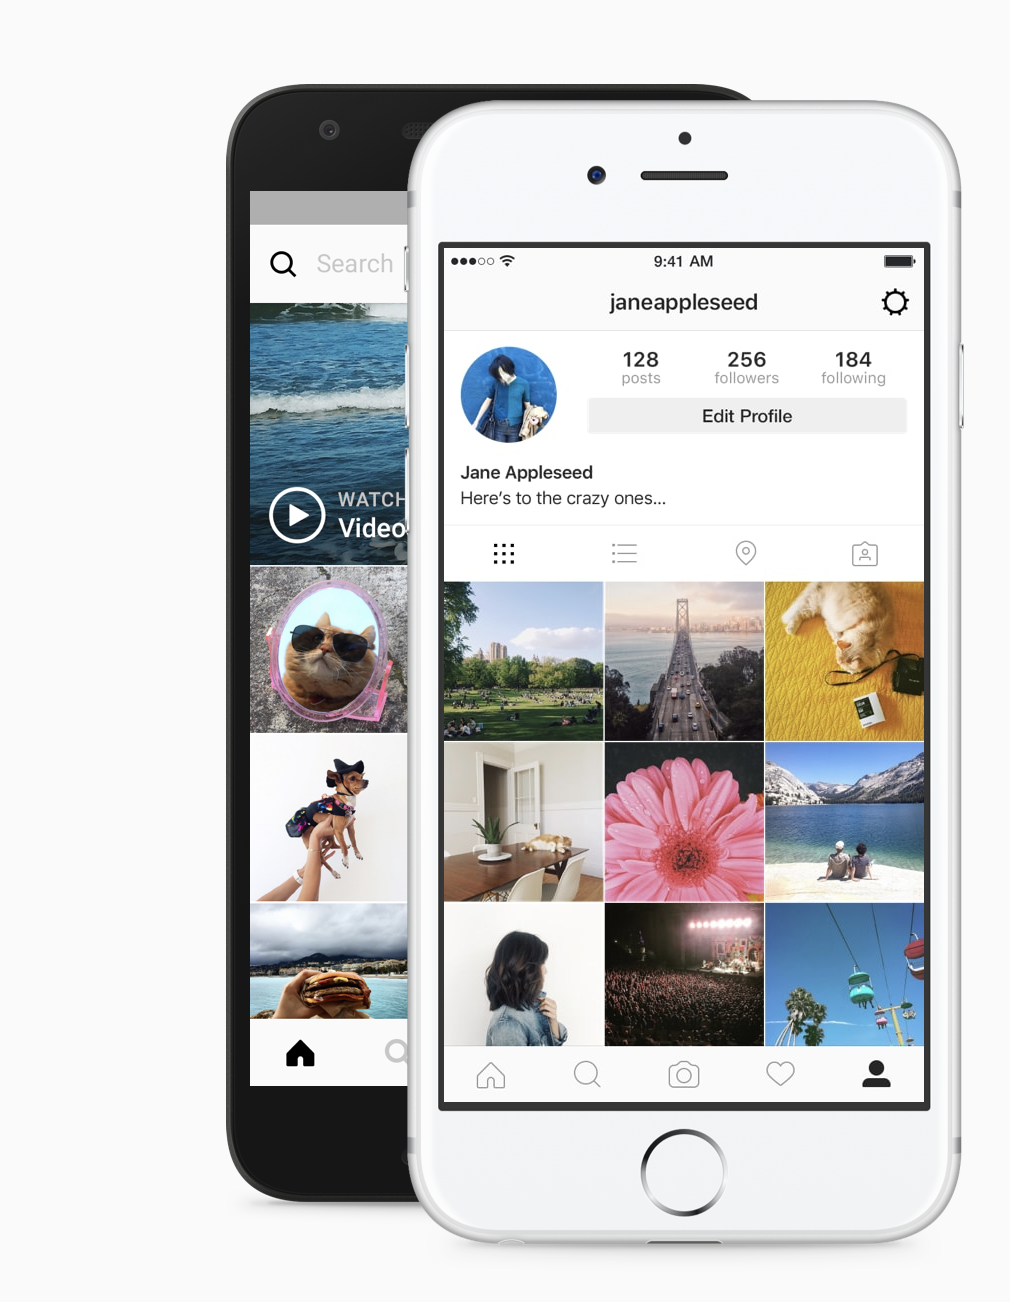 Search
WATCH
Video
9:41 AM
janeappleseed
128
posts
256
followers
184
following
Edit Profile
Jane Appleseed
Here's to the crazy ones...